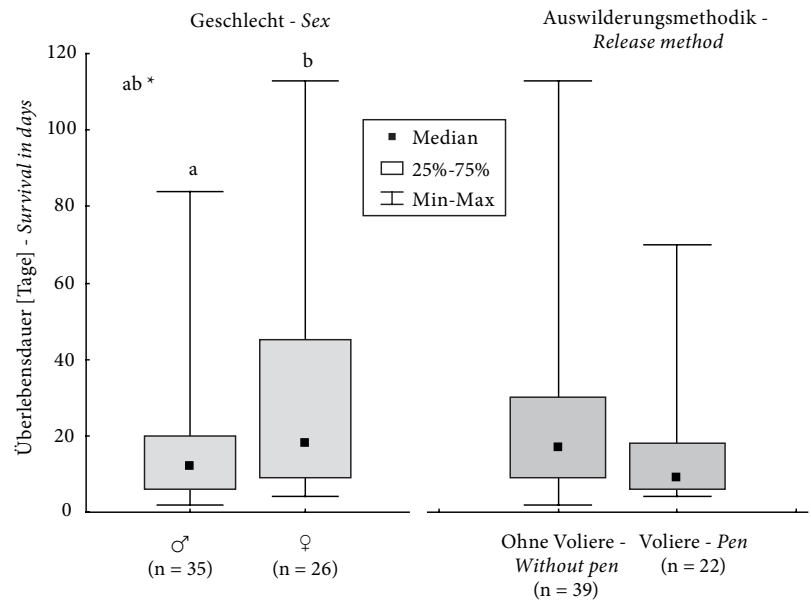 Geschlecht - Sex
Auswilderungsmethodik -
Release method
Überlebensdauer [Tage] - Survival in days
120
100
80
60
40
20
0
ab *
a
b
Median
25%-75%
Min-Max
♂
(n = 35)
♀
(n = 26)
Ohne Voliere -
Without pen
(n = 39)
Voliere - Pen
(n = 22)